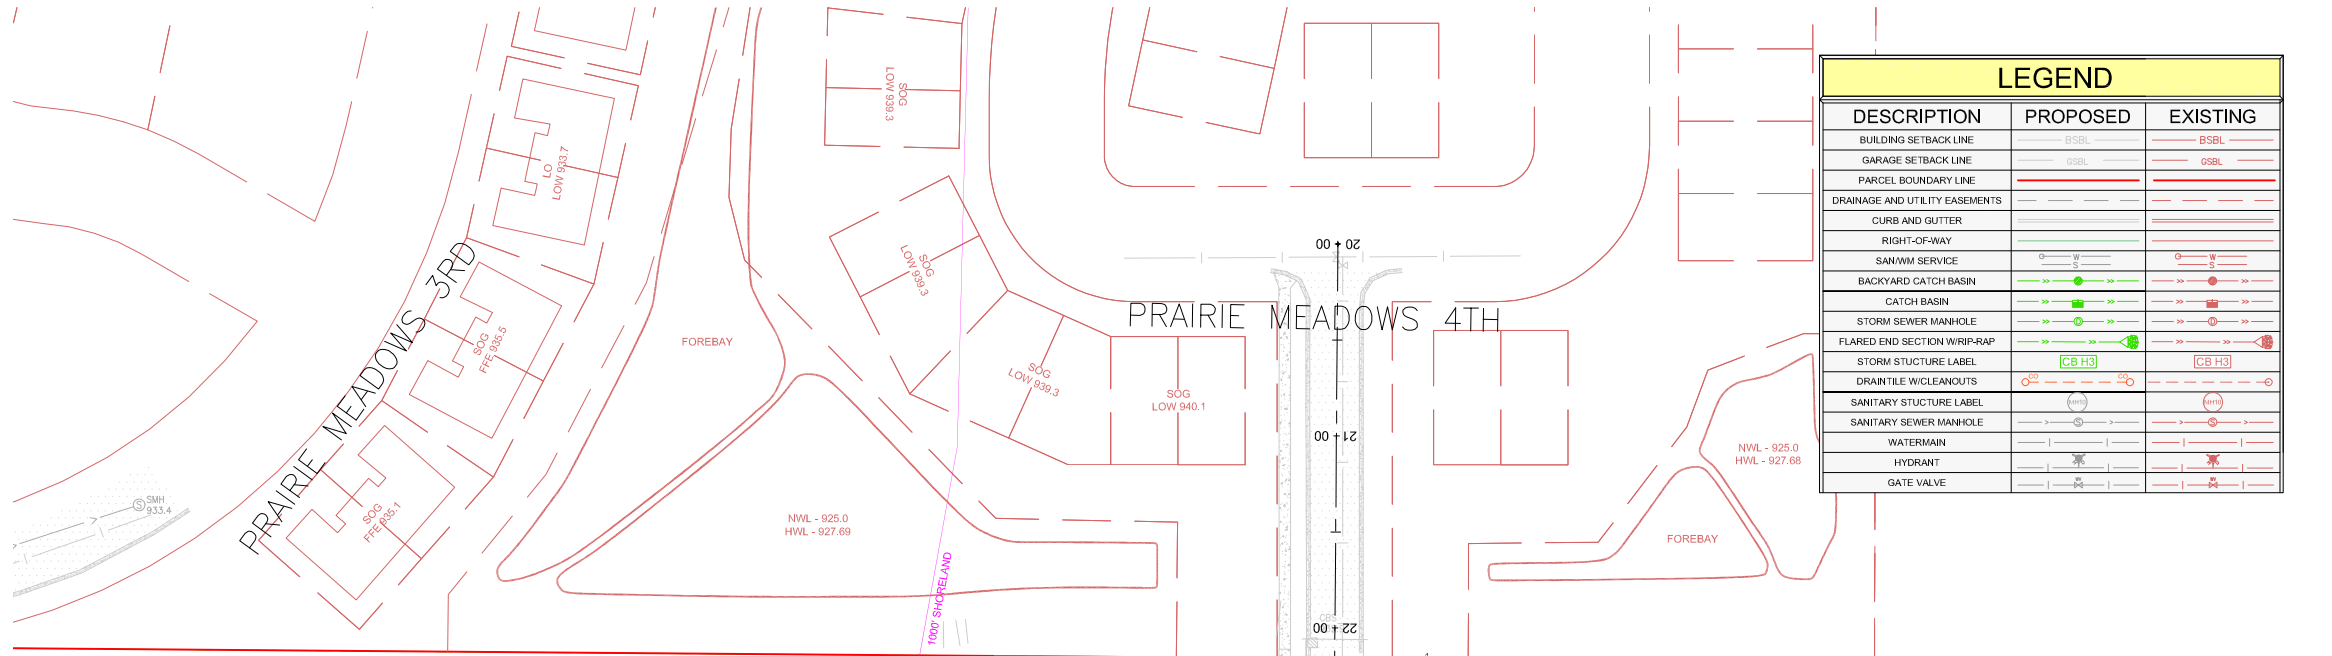 SOG
LOW 939.3
LO
LOW 933.7
PRAIRIE MEADOWS 3RD
SOG
FFE 935.5
SOG
FFE 935.1
SMH
933.4
FOREBAY
SOG
LOW 939.3
SOG
LOW 939.3
SOG
LOW 940.1
NWL - 925.0
HWL - 927.69
1000' SHORELAND
20+00
PRAIRIE MEADOWS 4TH
21+00
CBS
22+00
NWL - 925.0
HWL - 927.68
FOREBAY
LEGEND
DESCRIPTION PROPOSED EXISTING
BUILDING SETBACK LINE BSBL BSBL
GARAGE SETBACK LINE GSBL GSBL
PARCEL BOUNDARY LINE
DRAINAGE AND UTILITY EASEMENTS
CURB AND GUTTER
RIGHT-OF-WAY
SAN/WM SERVICE W S W S
BACKYARD CATCH BASIN >> >> >> >>
CATCH BASIN >> >> >> >>
STORM SEWER MANHOLE >> D >> >> D >>
FLARED END SECTION W/RIP-RAP >> >> >> >>
STORM STUCTURE LABEL CB H3 CB H3
DRAINTILE W/CLEANOUTS CO CO
SANITARY STUCTURE LABEL MH10 MH10
SANITARY SEWER MANHOLE > S > > S >
WATERMAIN
HYDRANT
GATE VALVE